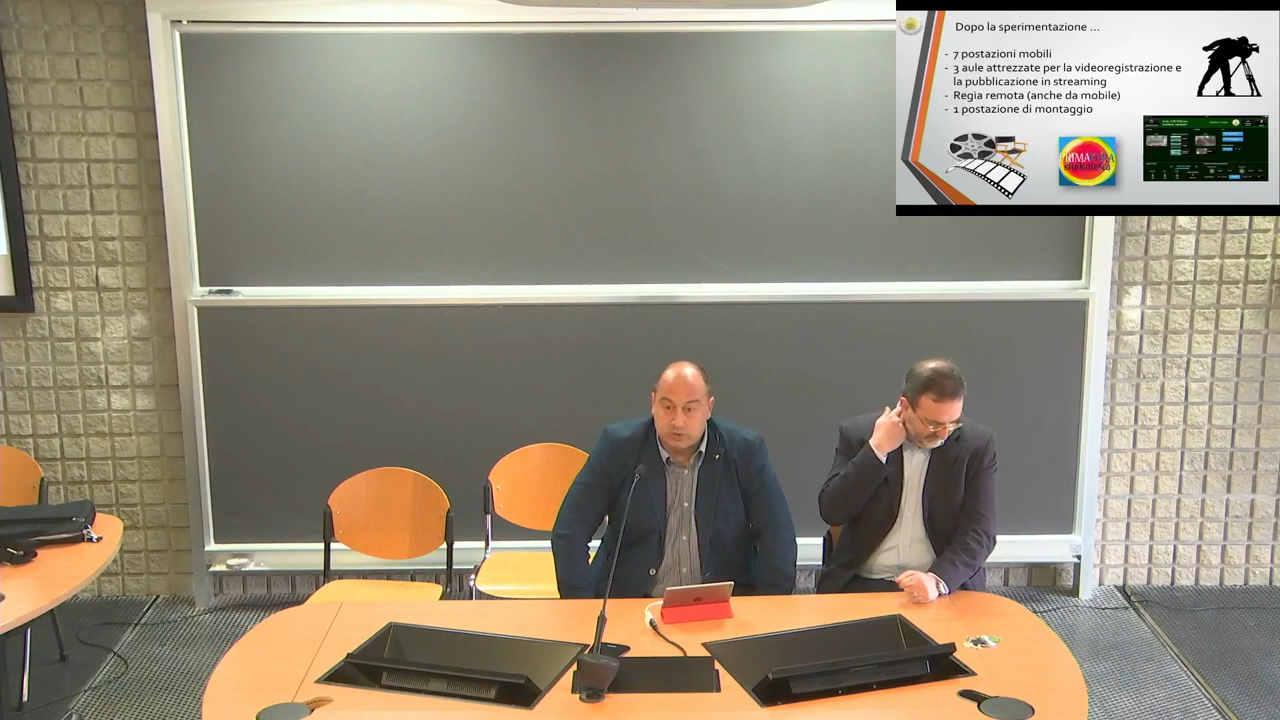 Dopo la sperimentazione ...
- 7 postazioni mobili
- 3 aule attrezzate per la videoregistrazione e
la pubblicazione in streaming
- Regia remota (anche da mobile)
- 1 postazione di montaggio
studentesca